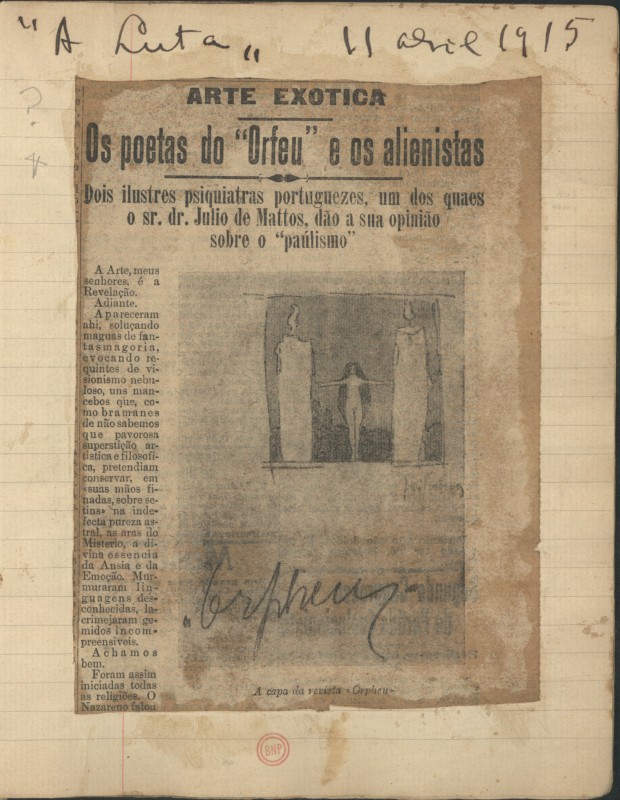 "A Luta" 11 abril 1915
?
ARTE EXOTICA
Os poetas do "Orfeu" e os alienistas
Dois ilustres psiquiatras portuguezes, um dos quaes
o sr. dr. Julio de Mattos, dão a sua opinião
sobre o "paúlismo"
A Arte, meus
senhores, é a
Revelação.
Adiante.
Apareceram
ahi, soluçando
maguas de fan-
tasmagoria,
evocando re-
quintes de vi-
sionismo nebu-
loso, uns man-
cebos que, co-
mo bramanes
de não sabemos
que pavorosa
superstição ar-
tistica e filosofi-
ca, pretendiam
conservar, em
«suas mãos fi-
nadas, sobre se-
tins» na inde-
fecta pureza as-
tral, as aras do
Misterio, a di-
vina essencia
da Ansia e da
Emoção. Mur-
muraram lin-
guagens des-
conhecidas, la-
crimejaram ge-
midos incom-
preensiveis.
Achamos
bem.
Foram assim
iniciadas todas
as religiões. O
Nazareno falou
"Orpheu"
A capa da revista «Orpheu»
BNP